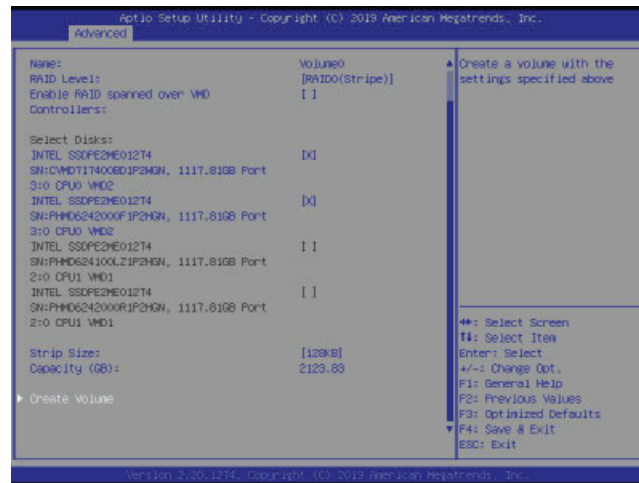 Aptio Setup Utility - Copyright (C) 2019 American Megatrends, Inc.
Advanced
Name: Volume0
RAID Level: [RAID0(Stripe)]
Enable RAID spanned over VMD [ ]
Controllers:
Select Disks:
INTEL SSDPE2ME012T4 [X]
SN:CVMD717400BD1P2MGN, 1117.81GB Port
3:0 CPU0 VMD2
INTEL SSDPE2ME012T4 [X]
SN:PHMD6242000F1P2HGN, 1117.81GB Port
3:0 CPU0 VMD2
INTEL SSDPE2ME012T4 [ ]
SN:PHMD624100LZ1P2HGN, 1117.81GB Port
2:0 CPU1 VMD1
INTEL SSDPE2ME012T4 [ ]
SN:PHMD6242000R1P2HGN, 1117.81GB Port
2:0 CPU1 VMD1
Strip Size: [128KB]
Capacity (GB): 2123.83
Create Volume
Create a volume with the
settings specified above
: Select Screen
: Select Item
Enter: Select
+/-: Change Opt.
F1: General Help
F2: Previous Values
F3: Optimized Defaults
F4: Save & Exit
ESC: Exit
Version 2.20.1274. Copyright (C) 2019 American Megatrends, Inc.